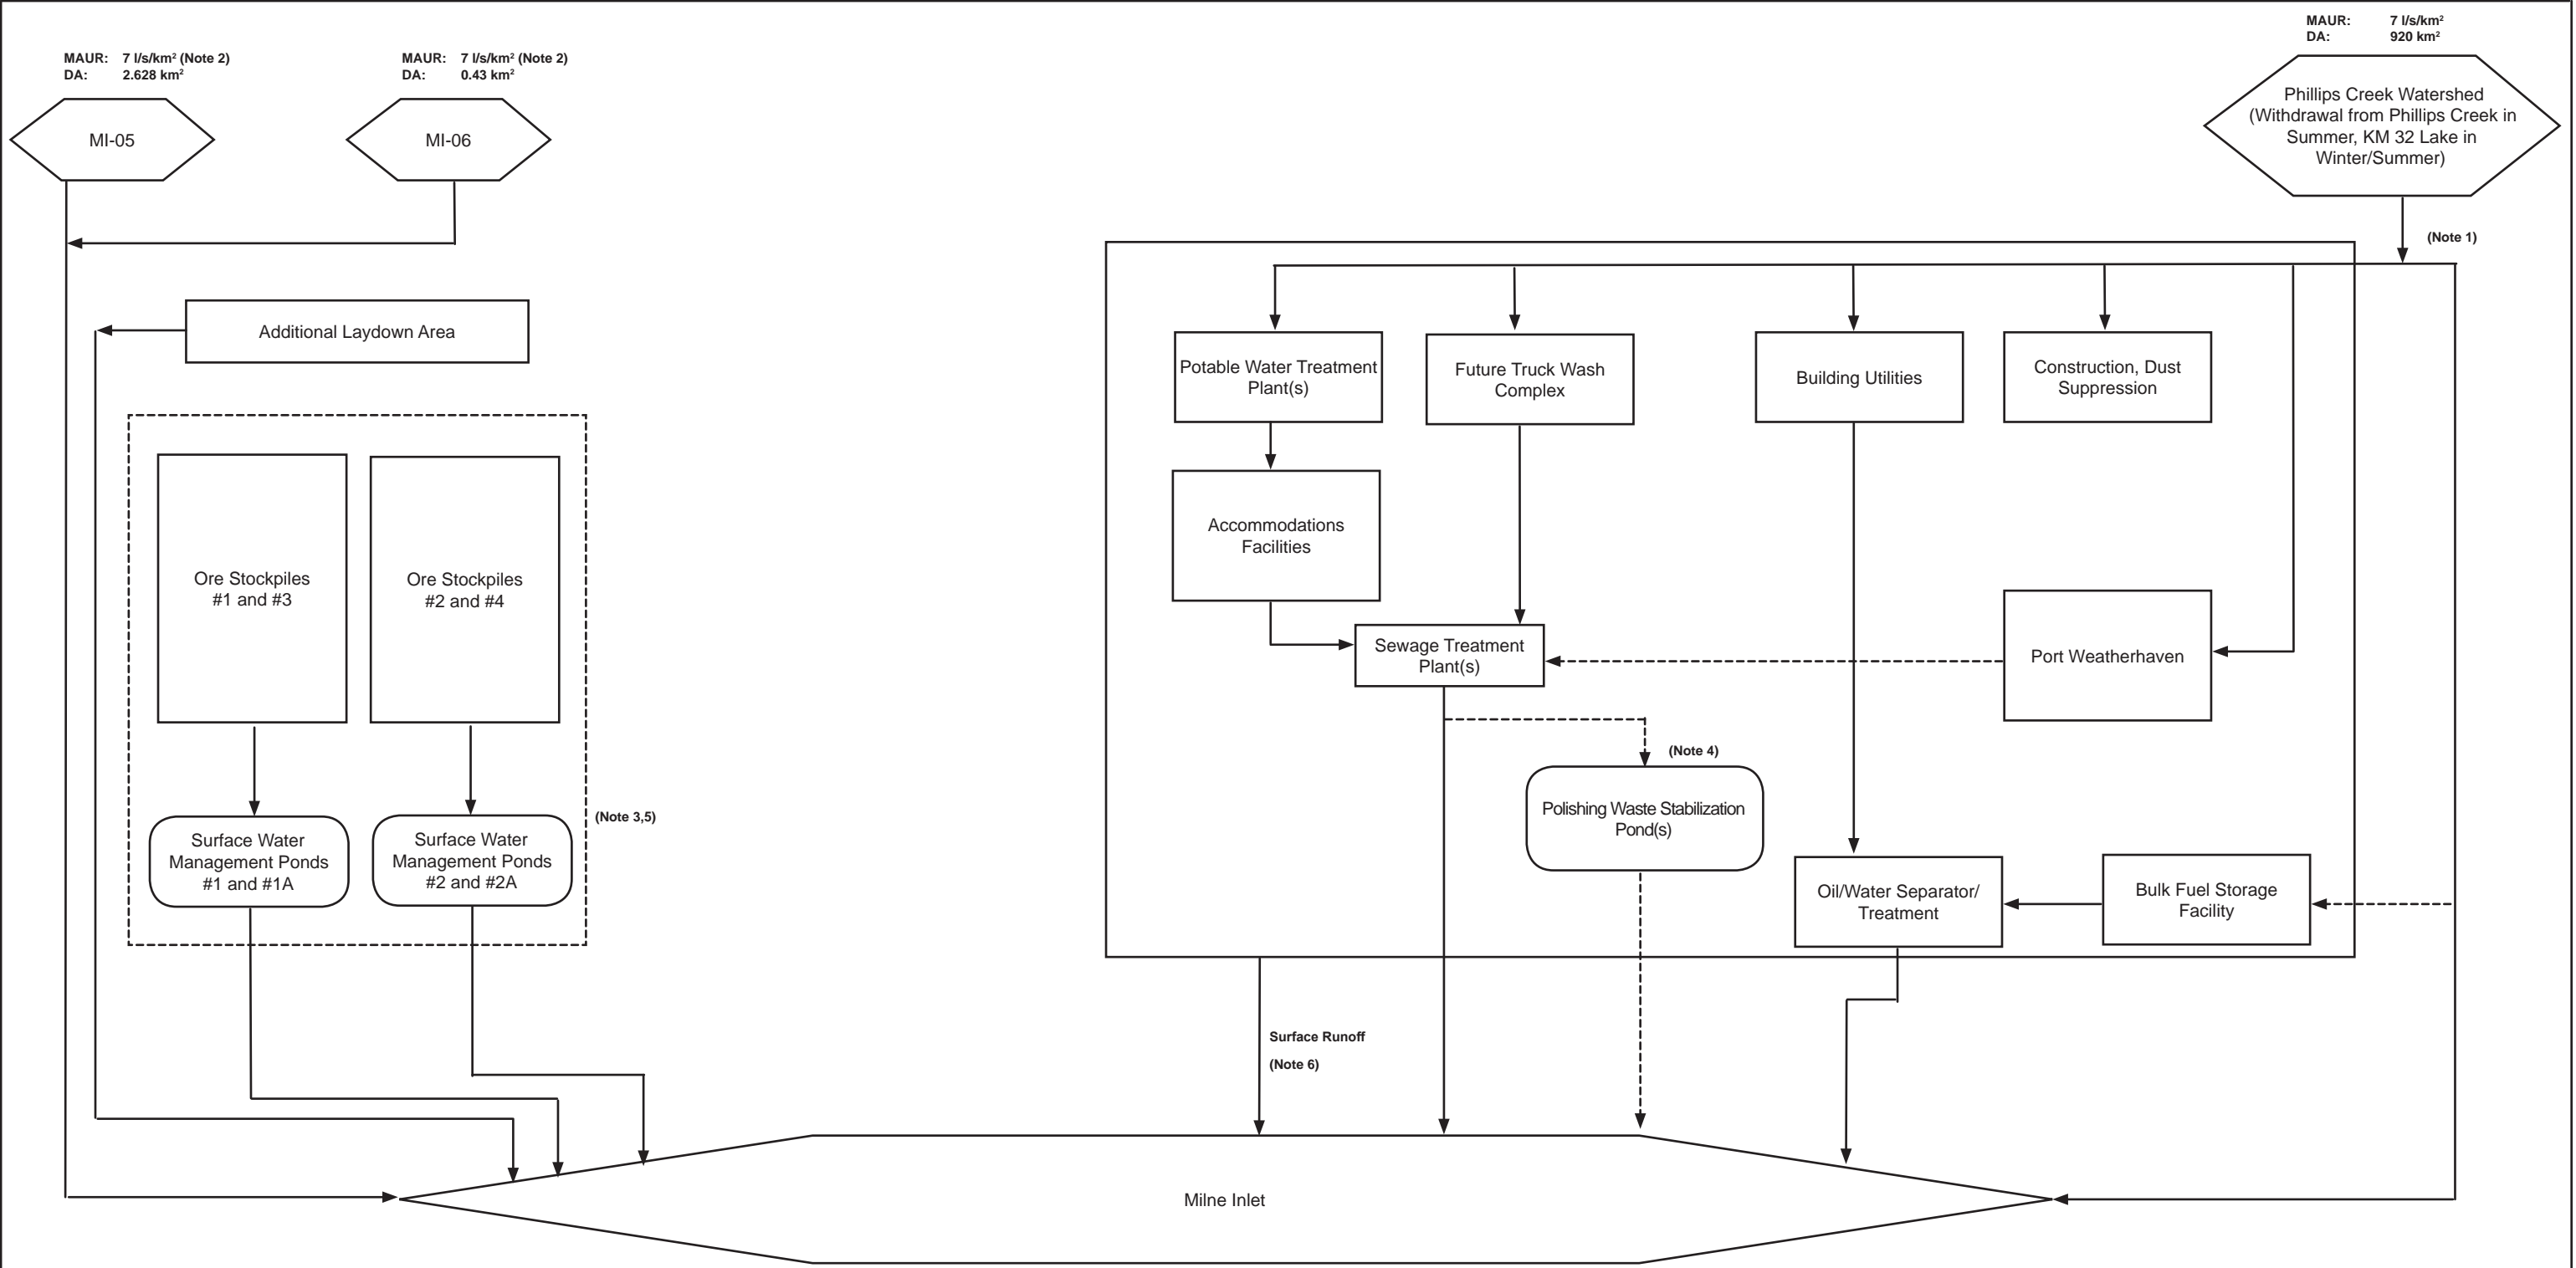 MAUR: 7 l/s/km² (Note 2)
DA: 2.628 km²
MAUR: 7 l/s/km² (Note 2)
DA: 0.43 km²
MAUR: 7 l/s/km²
DA: 920 km²
MI-05
MI-06
Phillips Creek Watershed
(Withdrawal from Phillips Creek in
Summer, KM 32 Lake in
Winter/Summer)
(Note 1)
Additional Laydown Area
Potable Water Treatment
Plant(s)
Future Truck Wash
Complex
Building Utilities
Construction, Dust
Suppression
Ore Stockpiles
#1 and #3
Ore Stockpiles
#2 and #4
Accommodations
Facilities
Sewage Treatment
Plant(s)
Port Weatherhaven
(Note 4)
Surface Water
Management Ponds
#1 and #1A
Surface Water
Management Ponds
#2 and #2A
(Note 3,5)
Polishing Waste Stabilization
Pond(s)
Oil/Water Separator/
Treatment
Bulk Fuel Storage
Facility
Surface Runoff
(Note 6)
Milne Inlet